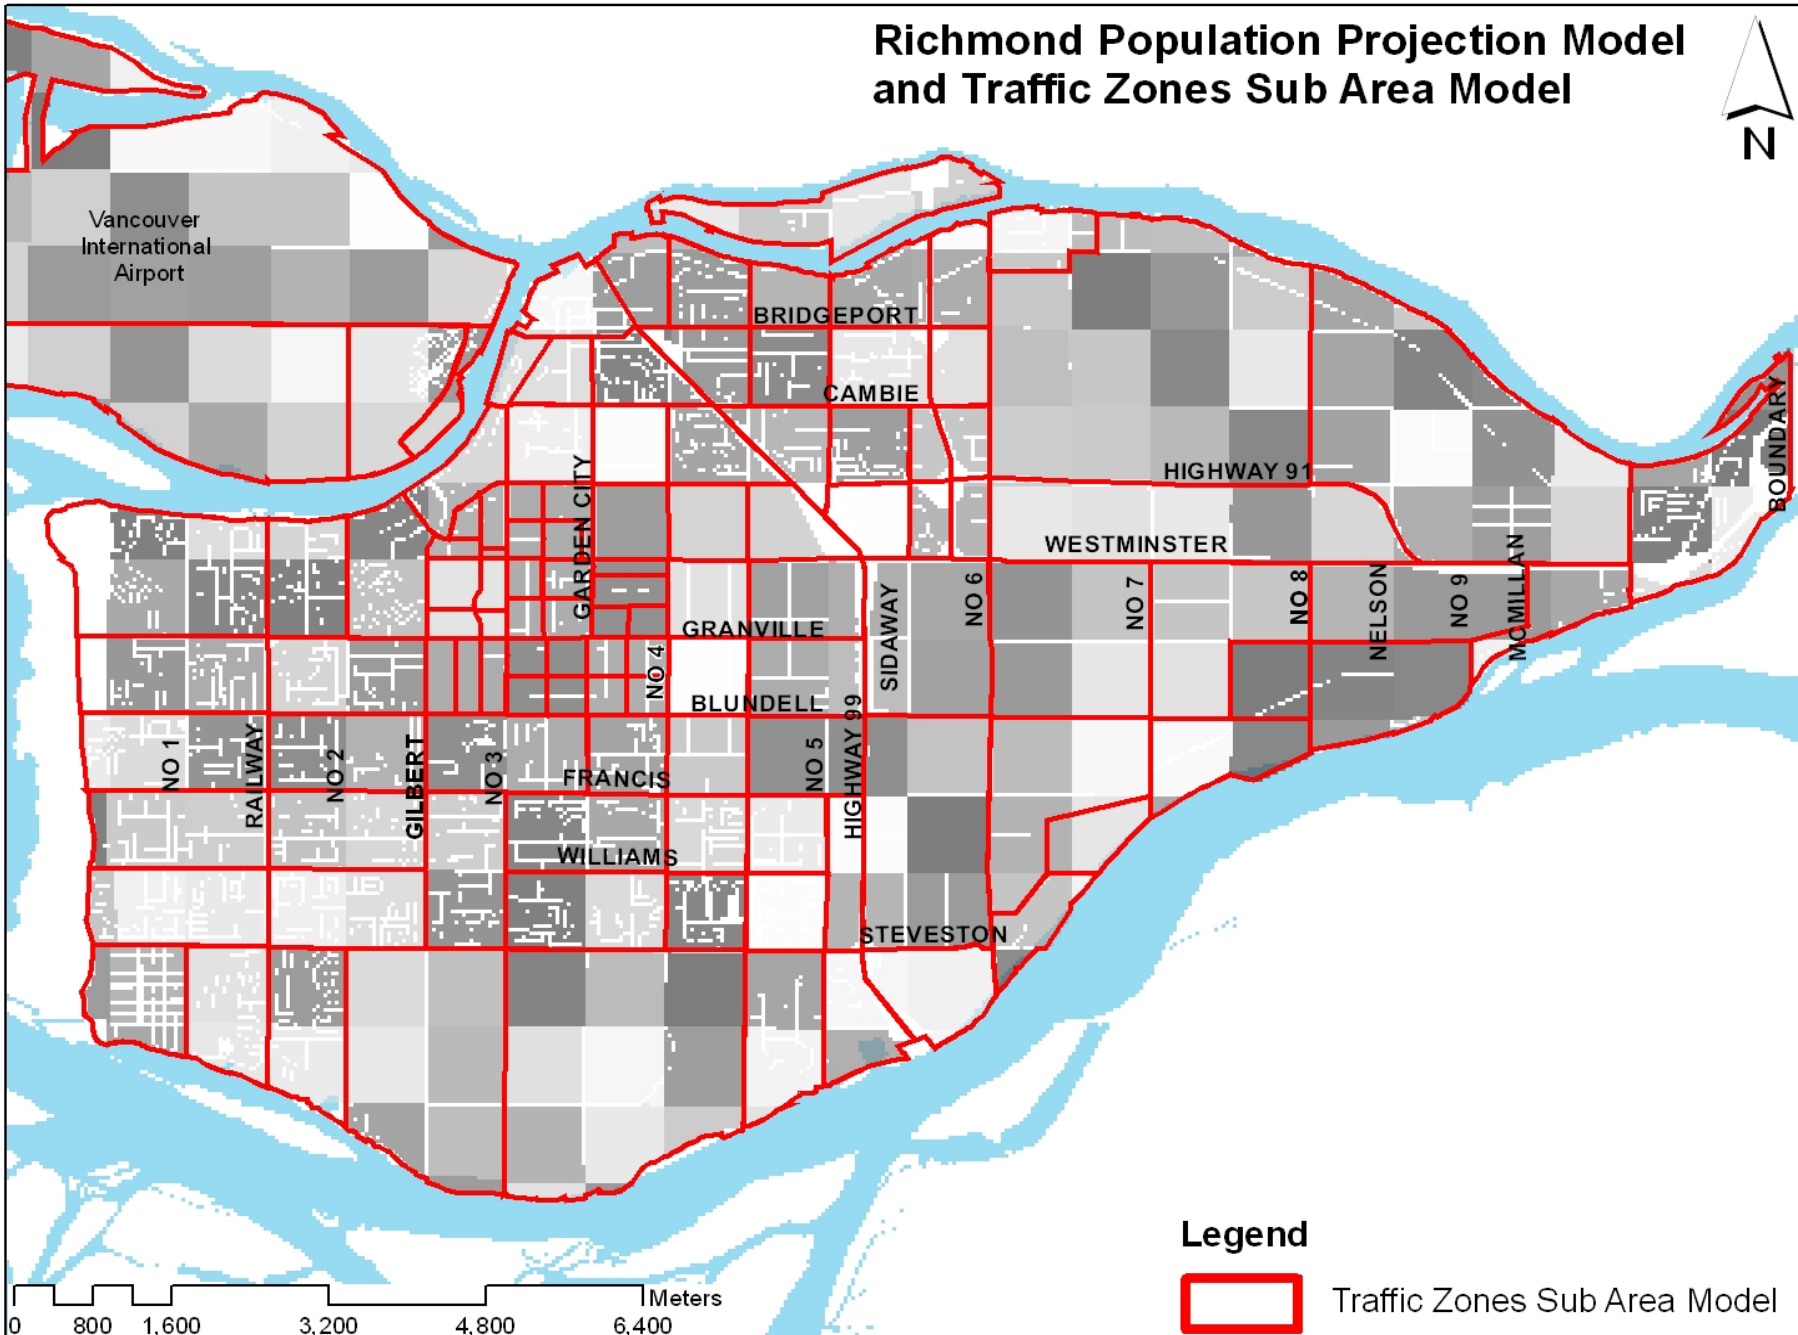 Richmond Population Projection Model
and Traffic Zones Sub Area Model
N
Vancouver
International
Airport
BRIDGEPORT
CAMBIE
BOUNDARY
HIGHWAY 91
GARDEN CITY
WESTMINSTER
SIDAWAY
NO 6
NO 7
NO 8
NELSON
NO 9
MCMILLAN
GRANVILLE
NO 4
BLUNDELL
NO 1
RAILWAY
NO 2
GILBERT
NO 3
FRANCIS
NO 5
HIGHWAY 99
WILLIAMS
STEVESTON
Legend
Traffic Zones Sub Area Model
Meters
0 800 1,600 3,200 4,800 6,400